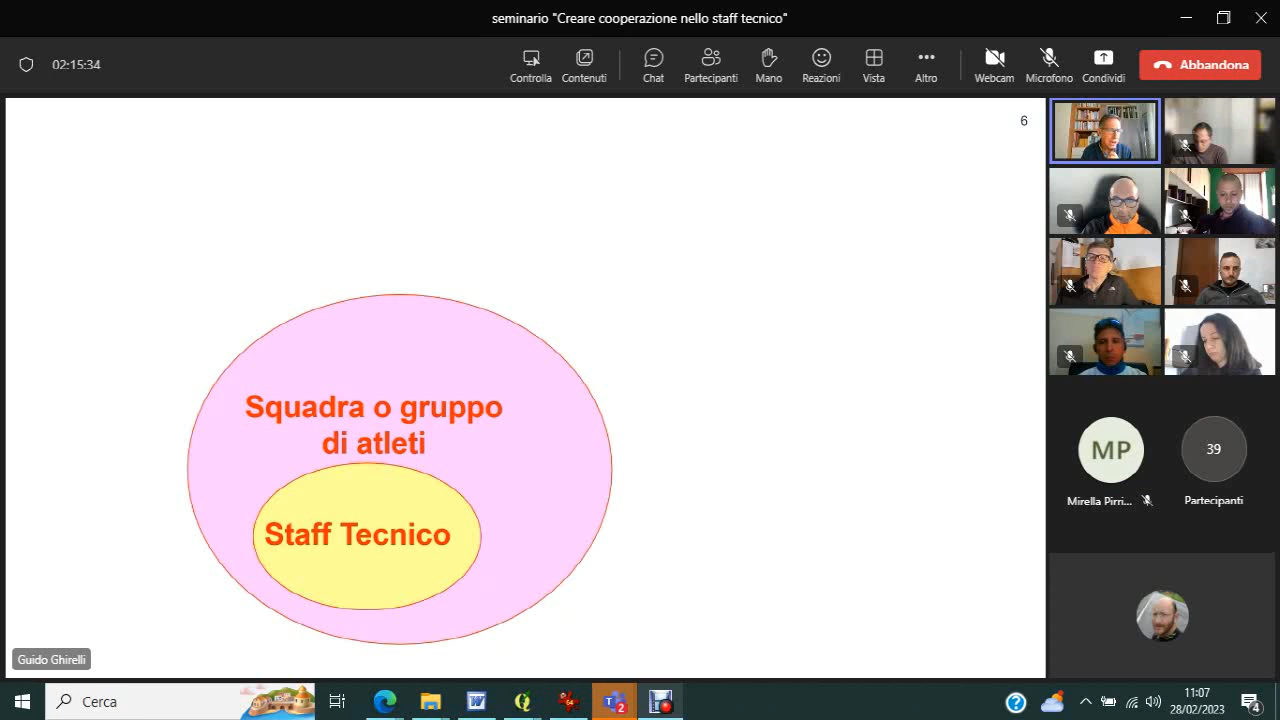 seminario "Creare cooperazione nello staff tecnico"
02:15:34
Controlla
Contenuti
Chat
Partecipanti
Mano
Reazioni
Vista
Altro
Webcam
Microfono
Condividi
Abbandona
6
Squadra o gruppo
di atleti
Staff Tecnico
Guido Ghirelli
MP
Mirella Pirri...
39
Partecipanti
Cerca
11:07
28/02/2023
4
2